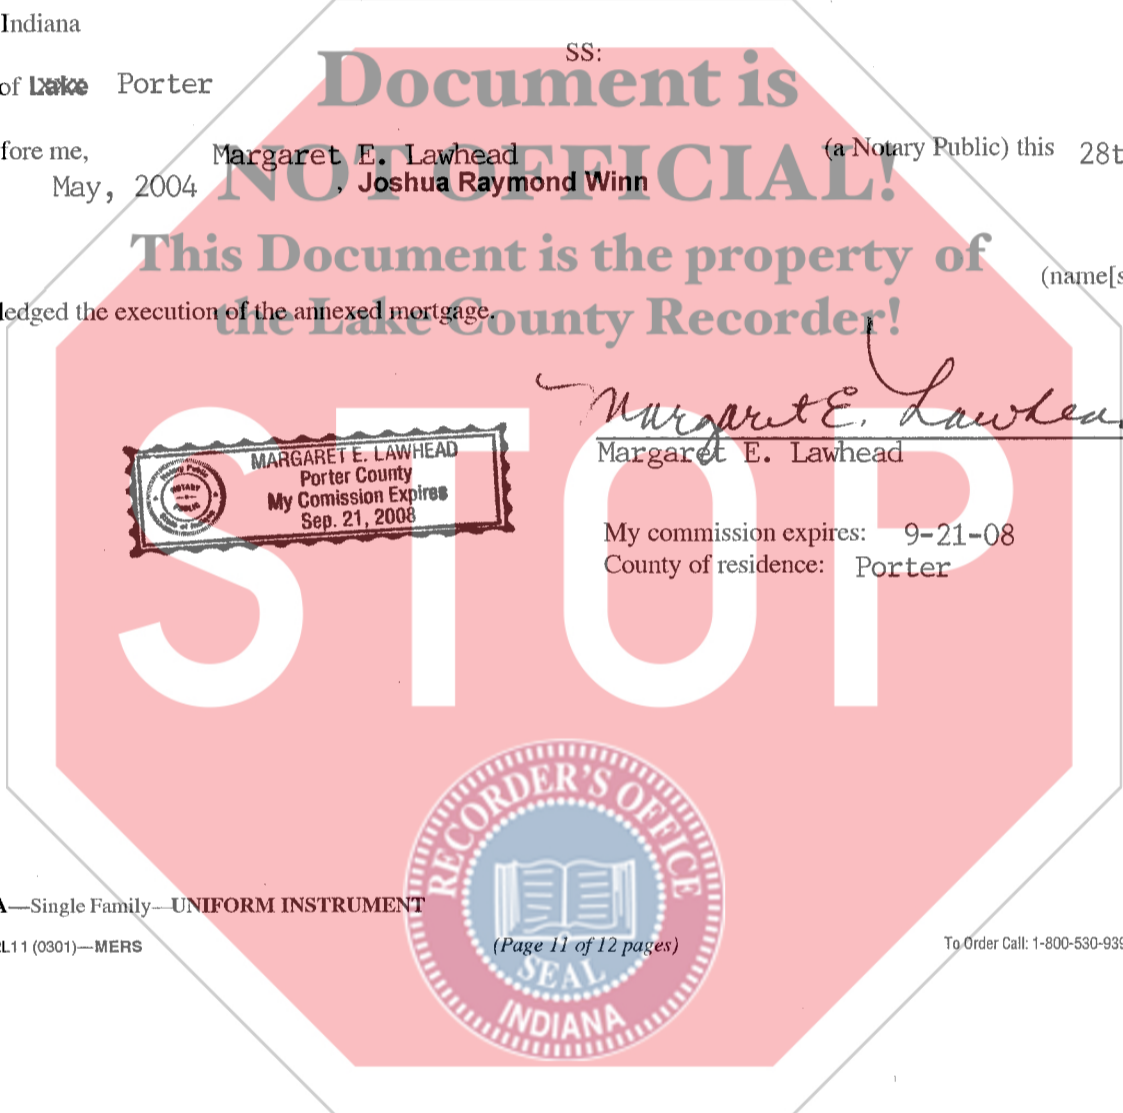 Indiana
SS:
Document is
of Lake Porter
fore me, Margaret E. Lawhead (a Notary Public) this 28t
NOT OFFICIAL!
May, 2004 , Joshua Raymond Winn
This Document is the property of
(name[s
ledged the execution of the annexed mortgage.
the Lake County Recorder!
Margaret E. Lawhea
STOP
MARGARET E. LAWHEAD
Porter County
My Comission Expires
Sep. 21, 2008
NOTARY
PUBLIC
Margaret E. Lawhead
My commission expires: 9-21-08
County of residence: Porter
RECORDER'S OFFICE
A—Single Family—UNIFORM INSTRUMENT
L11 (0301)—MERS
(Page 11 of 12 pages)
To Order Call: 1-800-530-939
SEAL
INDIANA